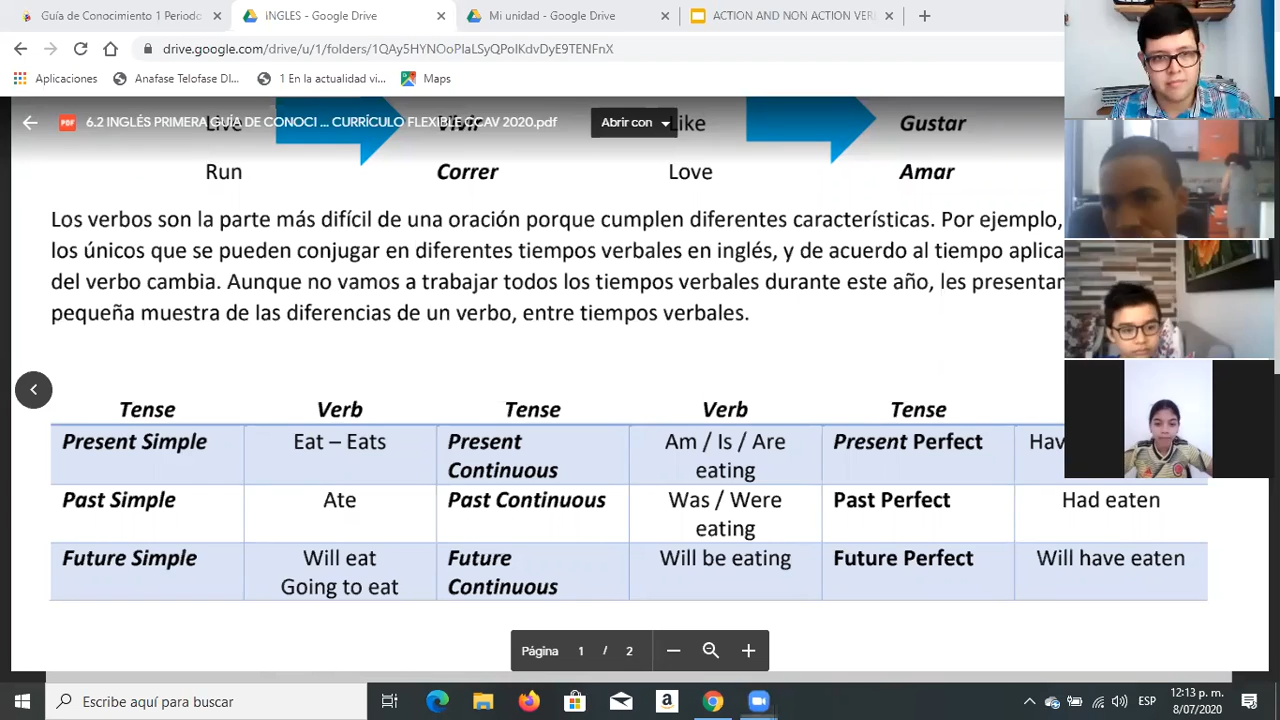 Guía de Conocimiento 1 Periodo
INGLES - Google Drive
Mi unidad - Google Drive
ACTION AND NON ACTION VE
drive.google.com/drive/u/1/folders/1QAy5HYNOoPIaLSyQPoIKdvDyE9TENFnX
Aplicaciones
Anafase Telofase DI...
1 En la actualidad vi...
Maps
6.2 INGLÉS PRIMERA GUÍA DE CONOCI ... CURRÍCULO FLEXIBLE CCAV 2020.pdf
Abrir con
Live Vivir Like Gustar
Run Correr Love Amar
Los verbos son la parte más difícil de una oración porque cumplen diferentes características. Por ejemplo,
los únicos que se pueden conjugar en diferentes tiempos verbales en inglés, y de acuerdo al tiempo aplica
del verbo cambia. Aunque no vamos a trabajar todos los tiempos verbales durante este año, les presentar
pequeña muestra de las diferencias de un verbo, entre tiempos verbales.
Tense Verb Tense Verb Tense
Present Simple Eat – Eats Present Continuous Am / Is / Are eating Present Perfect Hav
Past Simple Ate Past Continuous Was / Were eating Past Perfect Had eaten
Future Simple Will eat Going to eat Future Continuous Will be eating Future Perfect Will have eaten
Página 1 / 2
Escribe aquí para buscar
ESP
12:13 p. m.
8/07/2020